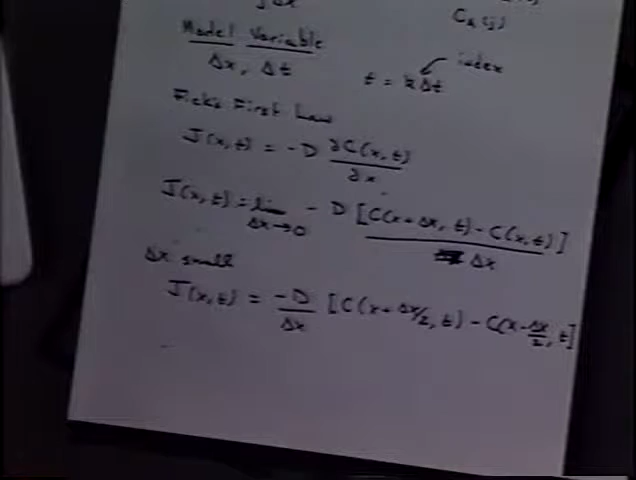 j Δx
C_k(j)
Model Variable
Δx, Δt
t = kΔt
index
Ficks First Law
J(x,t) = -D ∂C(x,t)/∂x
J(x,t) = lim Δx→0 - D [C(x+Δx, t) - C(x,t)]/Δx
Δx small
J(x,t) = -D/Δx [C(x+Δx/2, t) - C(x-Δx/2, t]